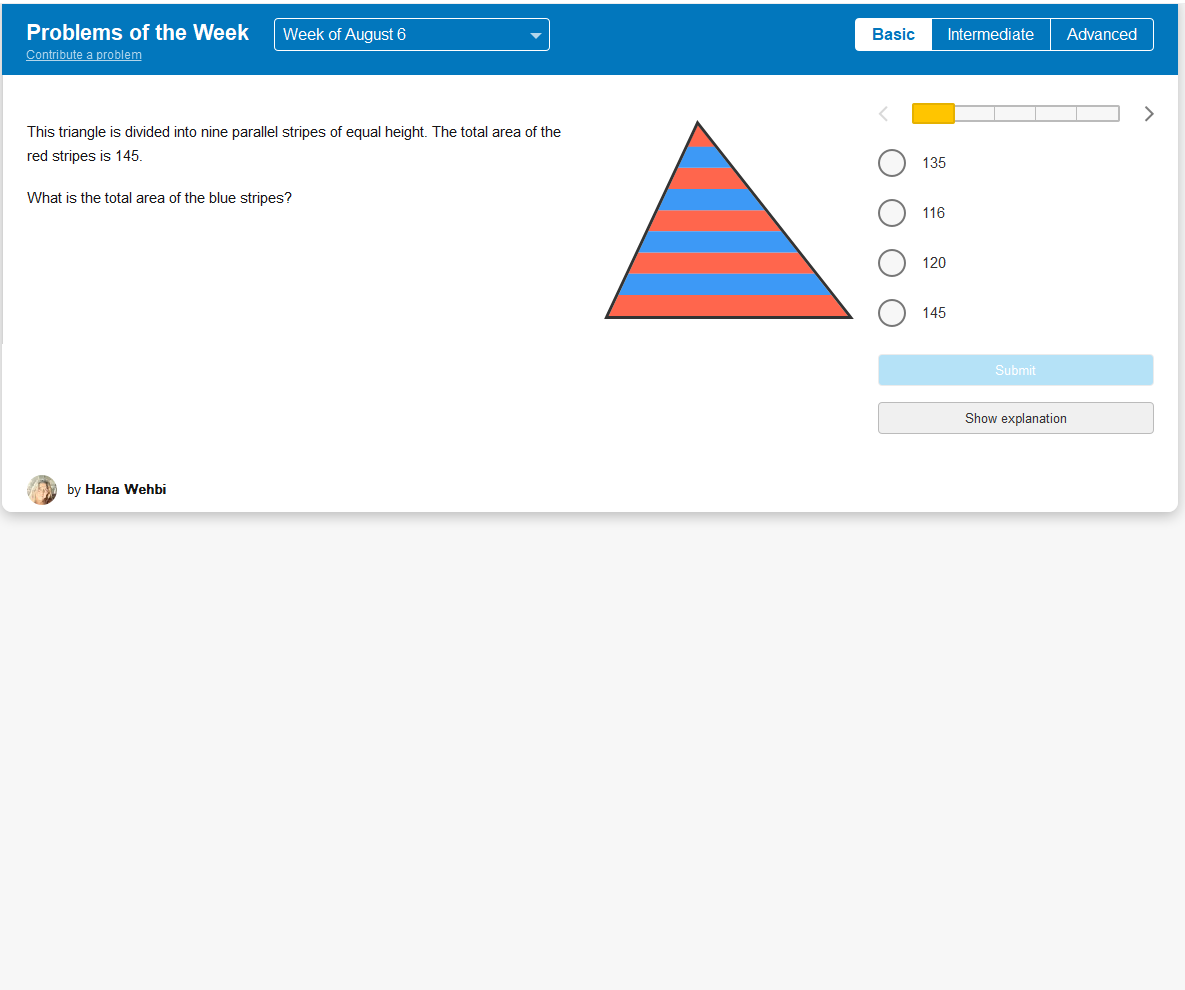 Problems of the Week
Week of August 6
Basic
Intermediate
Advanced
Contribute a problem
This triangle is divided into nine parallel stripes of equal height. The total area of the
red stripes is 145.
What is the total area of the blue stripes?
135
116
120
145
Submit
Show explanation
by Hana Wehbi